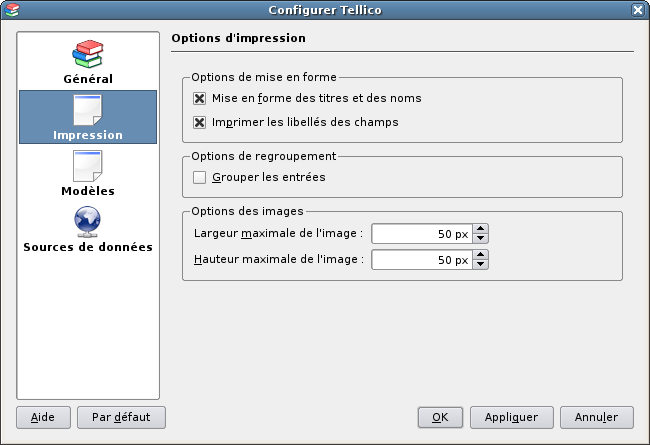 Configurer Tellico
Général
Impression
Modèles
Sources de données
Options d'impression
Options de mise en forme
Mise en forme des titres et des noms
Imprimer les libellés des champs
Options de regroupement
Grouper les entrées
Options des images
Largeur maximale de l'image : 50 px
Hauteur maximale de l'image : 50 px
Aide Par défaut OK Appliquer Annuler